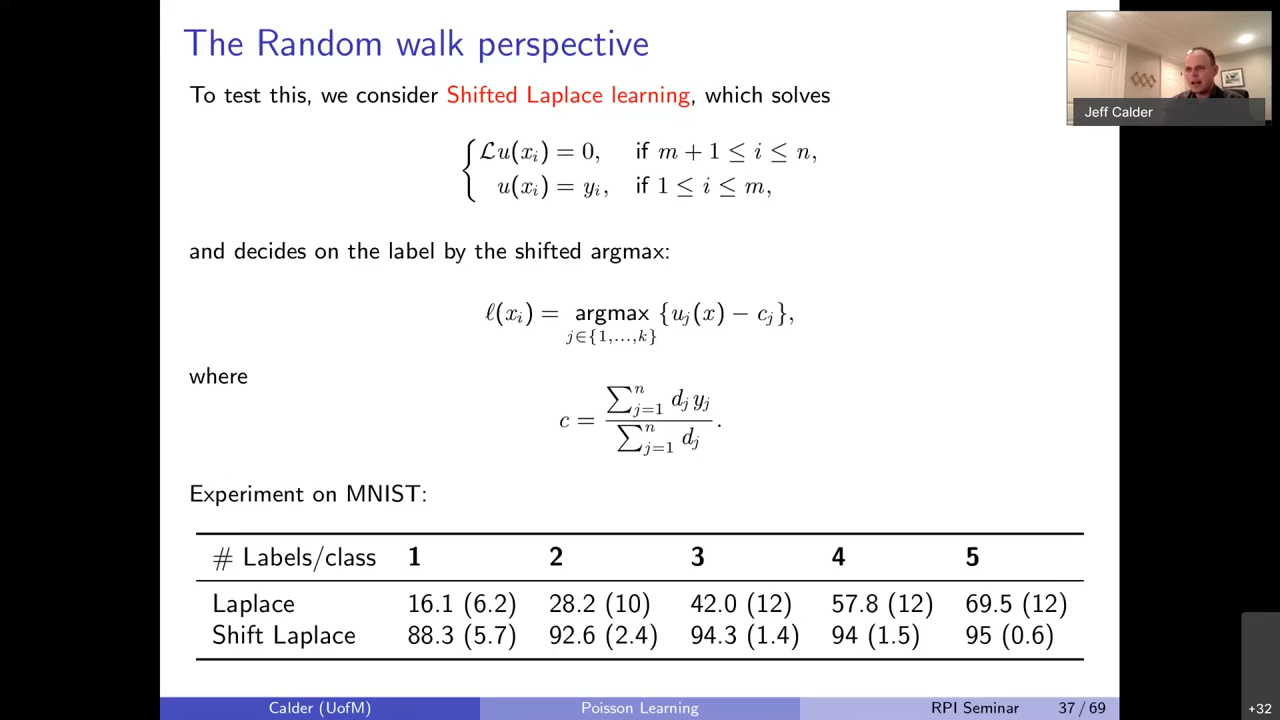 The Random walk perspective
Jeff Calder
To test this, we consider Shifted Laplace learning, which solves
ℒu(xᵢ) = 0, if m + 1 ≤ i ≤ n,
u(xᵢ) = yᵢ, if 1 ≤ i ≤ m,
and decides on the label by the shifted argmax:
ℓ(xᵢ) = argmax {uⱼ(x) − cⱼ},
j∈{1,...,k}
where
c = ∑ⁿⱼ₌₁ dⱼ yⱼ / ∑ⁿⱼ₌₁ dⱼ .
Experiment on MNIST:
# Labels/class 1 2 3 4 5
Laplace 16.1 (6.2) 28.2 (10) 42.0 (12) 57.8 (12) 69.5 (12)
Shift Laplace 88.3 (5.7) 92.6 (2.4) 94.3 (1.4) 94 (1.5) 95 (0.6)
Calder (UofM) Poisson Learning RPI Seminar 37 / 69
+32